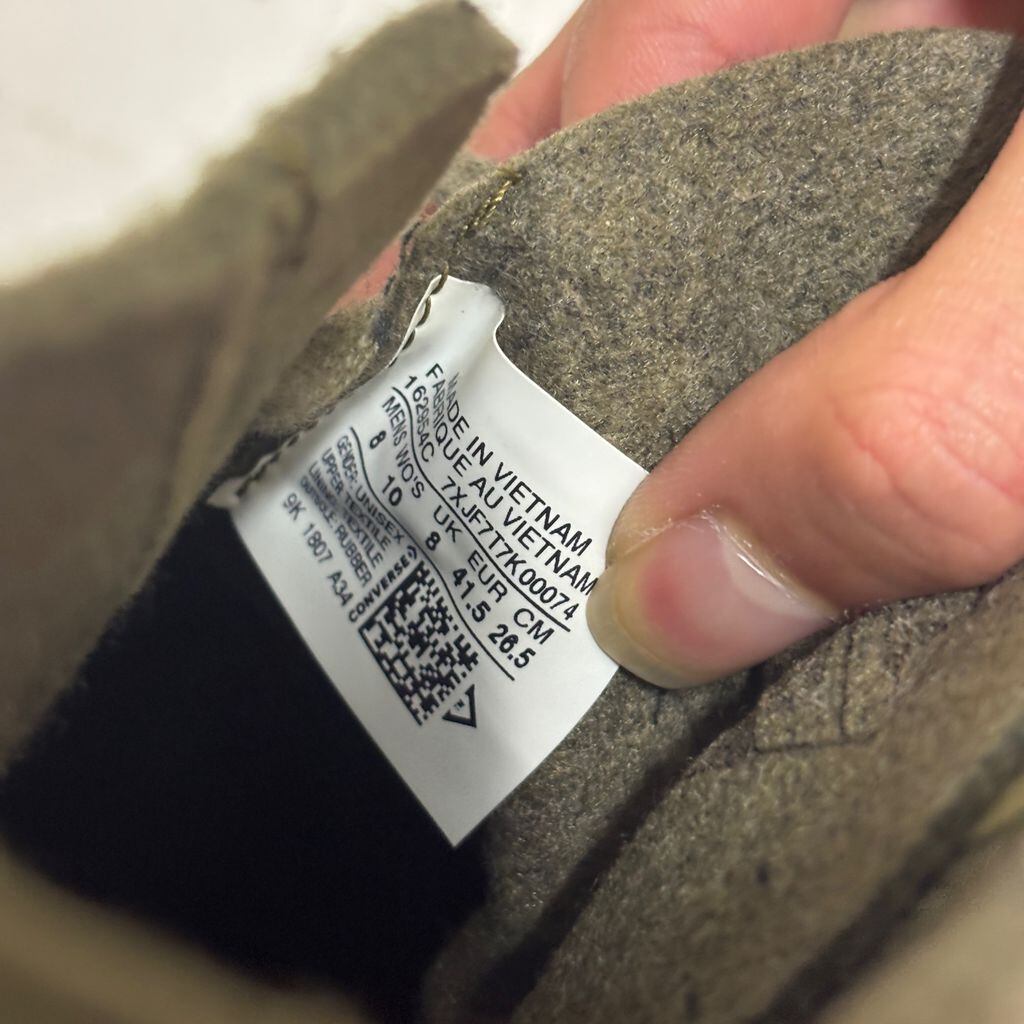 MADE IN VIETNAM
FABRIQUE AU VIETNAM
162954C 7XJF7T7K00074
MENS WO'S UK EUR CM
8 10 8 41.5 26.5
GENDER: UNISEX
UPPER: TEXTILE
LINING: TEXTILE
OUTSOLE: RUBBER
9K 1807 A34
CONVERSE